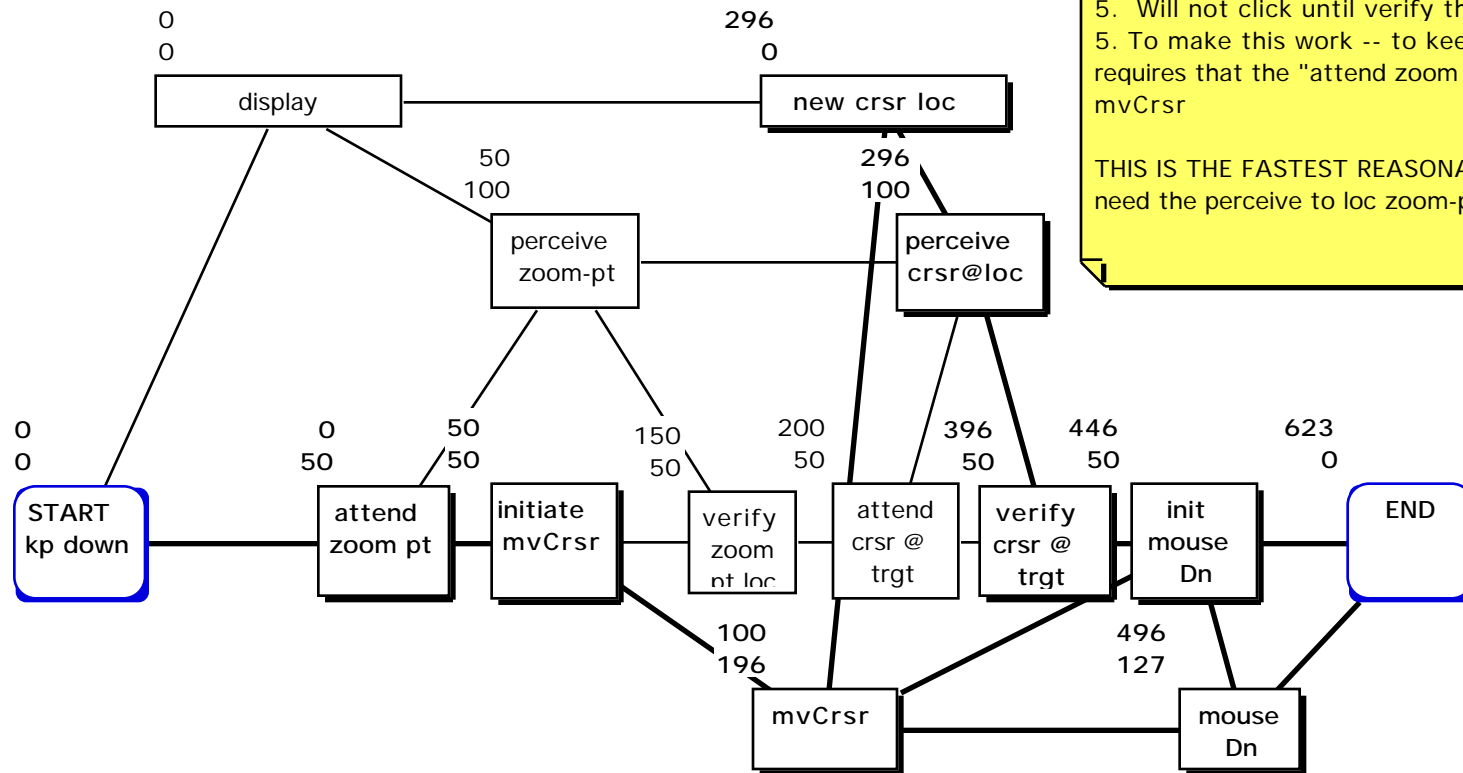 0
0
296
0
display
new crsr loc
5. Will not click until verify
5. To make this work -- to
requires that the "attend zoom
mvCrsr
THIS IS THE FASTEST
need the perceive to loc
50
100
perceive
zoom-pt
296
100
perceive
crsr@loc
0
0
START
kp down
0
50
attend
zoom pt
50
50
initiate
mvCrsr
150
50
verify
zoom
pt loc
200
50
attend
crsr @
trgt
396
50
verify
crsr @
trgt
446
50
init
mouse
Dn
623
0
END
100
196
mvCrsr
496
127
mouse
Dn